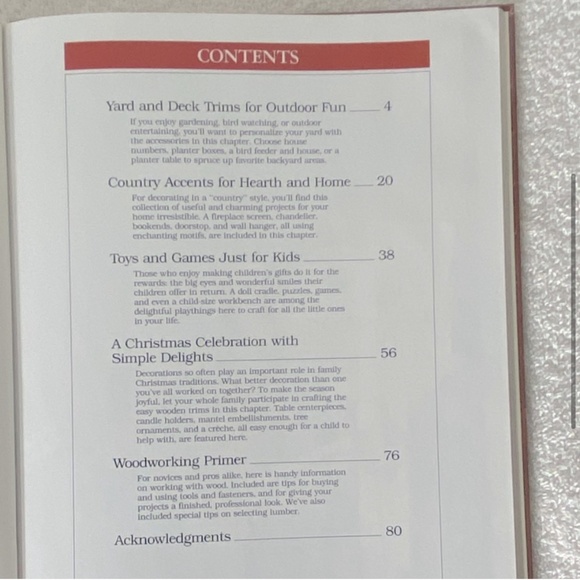 CONTENTS
Yard and Deck Trims for Outdoor Fun ____ 4
If you enjoy gardening, bird watching, or outdoor
entertaining, you'll want to personalize your yard with
the accessories in this chapter. Choose house
numbers, planter boxes, a bird feeder and house, or a
planter table to spruce up favorite backyard areas.
Country Accents for Hearth and Home ___ 20
For decorating in a "country" style, you'll find this
collection of useful and charming projects for your
home irresistible. A fireplace screen, chandelier,
bookends, doorstop, and wall hanger, all using
enchanting motifs, are included in this chapter.
Toys and Games Just for Kids __________ 38
Those who enjoy making children's gifts do it for the
rewards: the big eyes and wonderful smiles their
children offer in return. A doll cradle, puzzles, games,
and even a child-size workbench are among the
delightful playthings here to craft for all the little ones
in your life.
A Christmas Celebration with
Simple Delights ______________________ 56
Decorations so often play an important role in family
Christmas traditions. What better decoration than one
you've all worked on together? To make the season
joyful, let your whole family participate in crafting the
easy wooden trims in this chapter. Table centerpieces,
candle holders, mantel embellishments, tree
ornaments, and a crèche, all easy enough for a child to
help with, are featured here.
Woodworking Primer __________________ 76
For novices and pros alike, here is handy information
on working with wood. Included are tips for buying
and using tools and fasteners, and for giving your
projects a finished, professional look. We've also
included special tips on selecting lumber.
Acknowledgments ____________________ 80